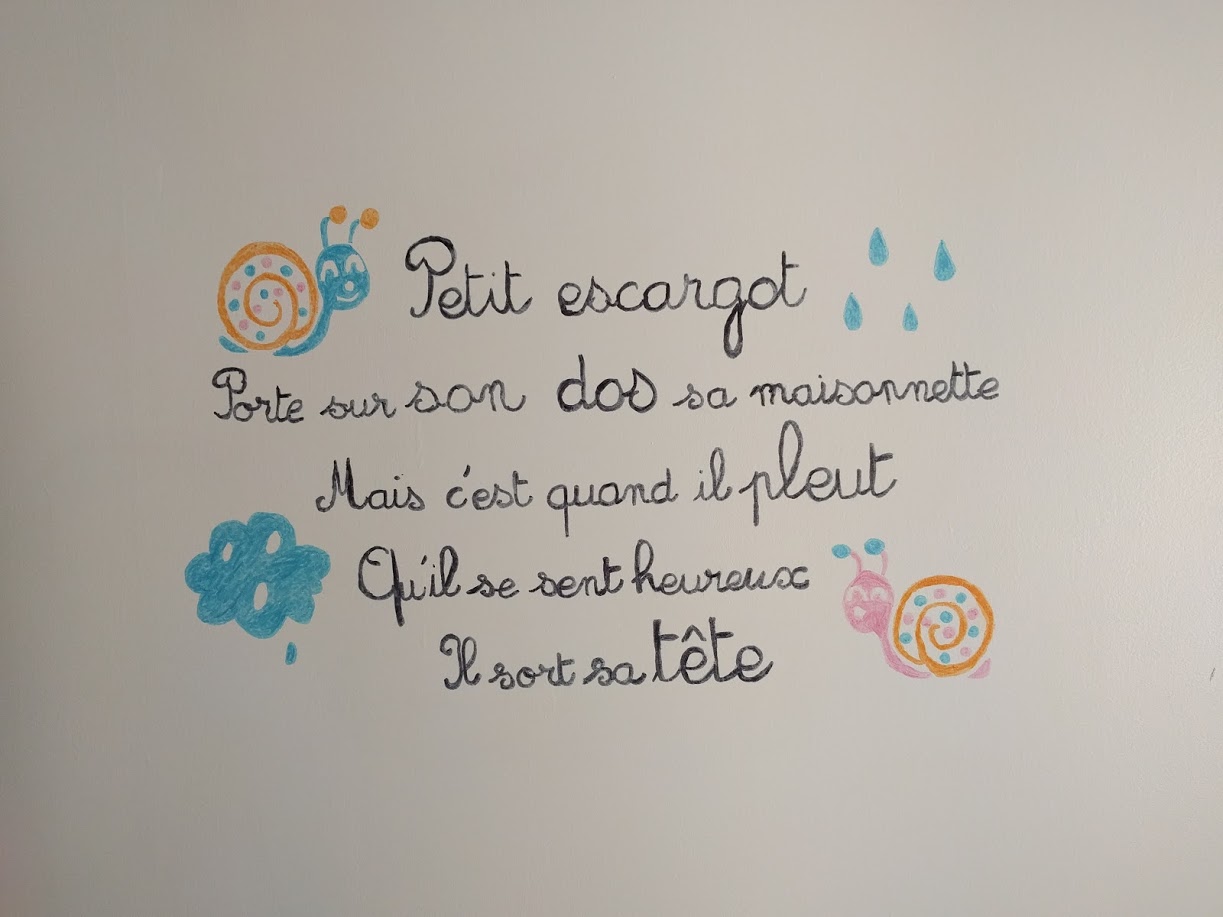 Petit escargot
Porte sur son dos sa maisonnette
Mais c'est quand il pleut
Qu'il se sent heureux
Il sort sa tête